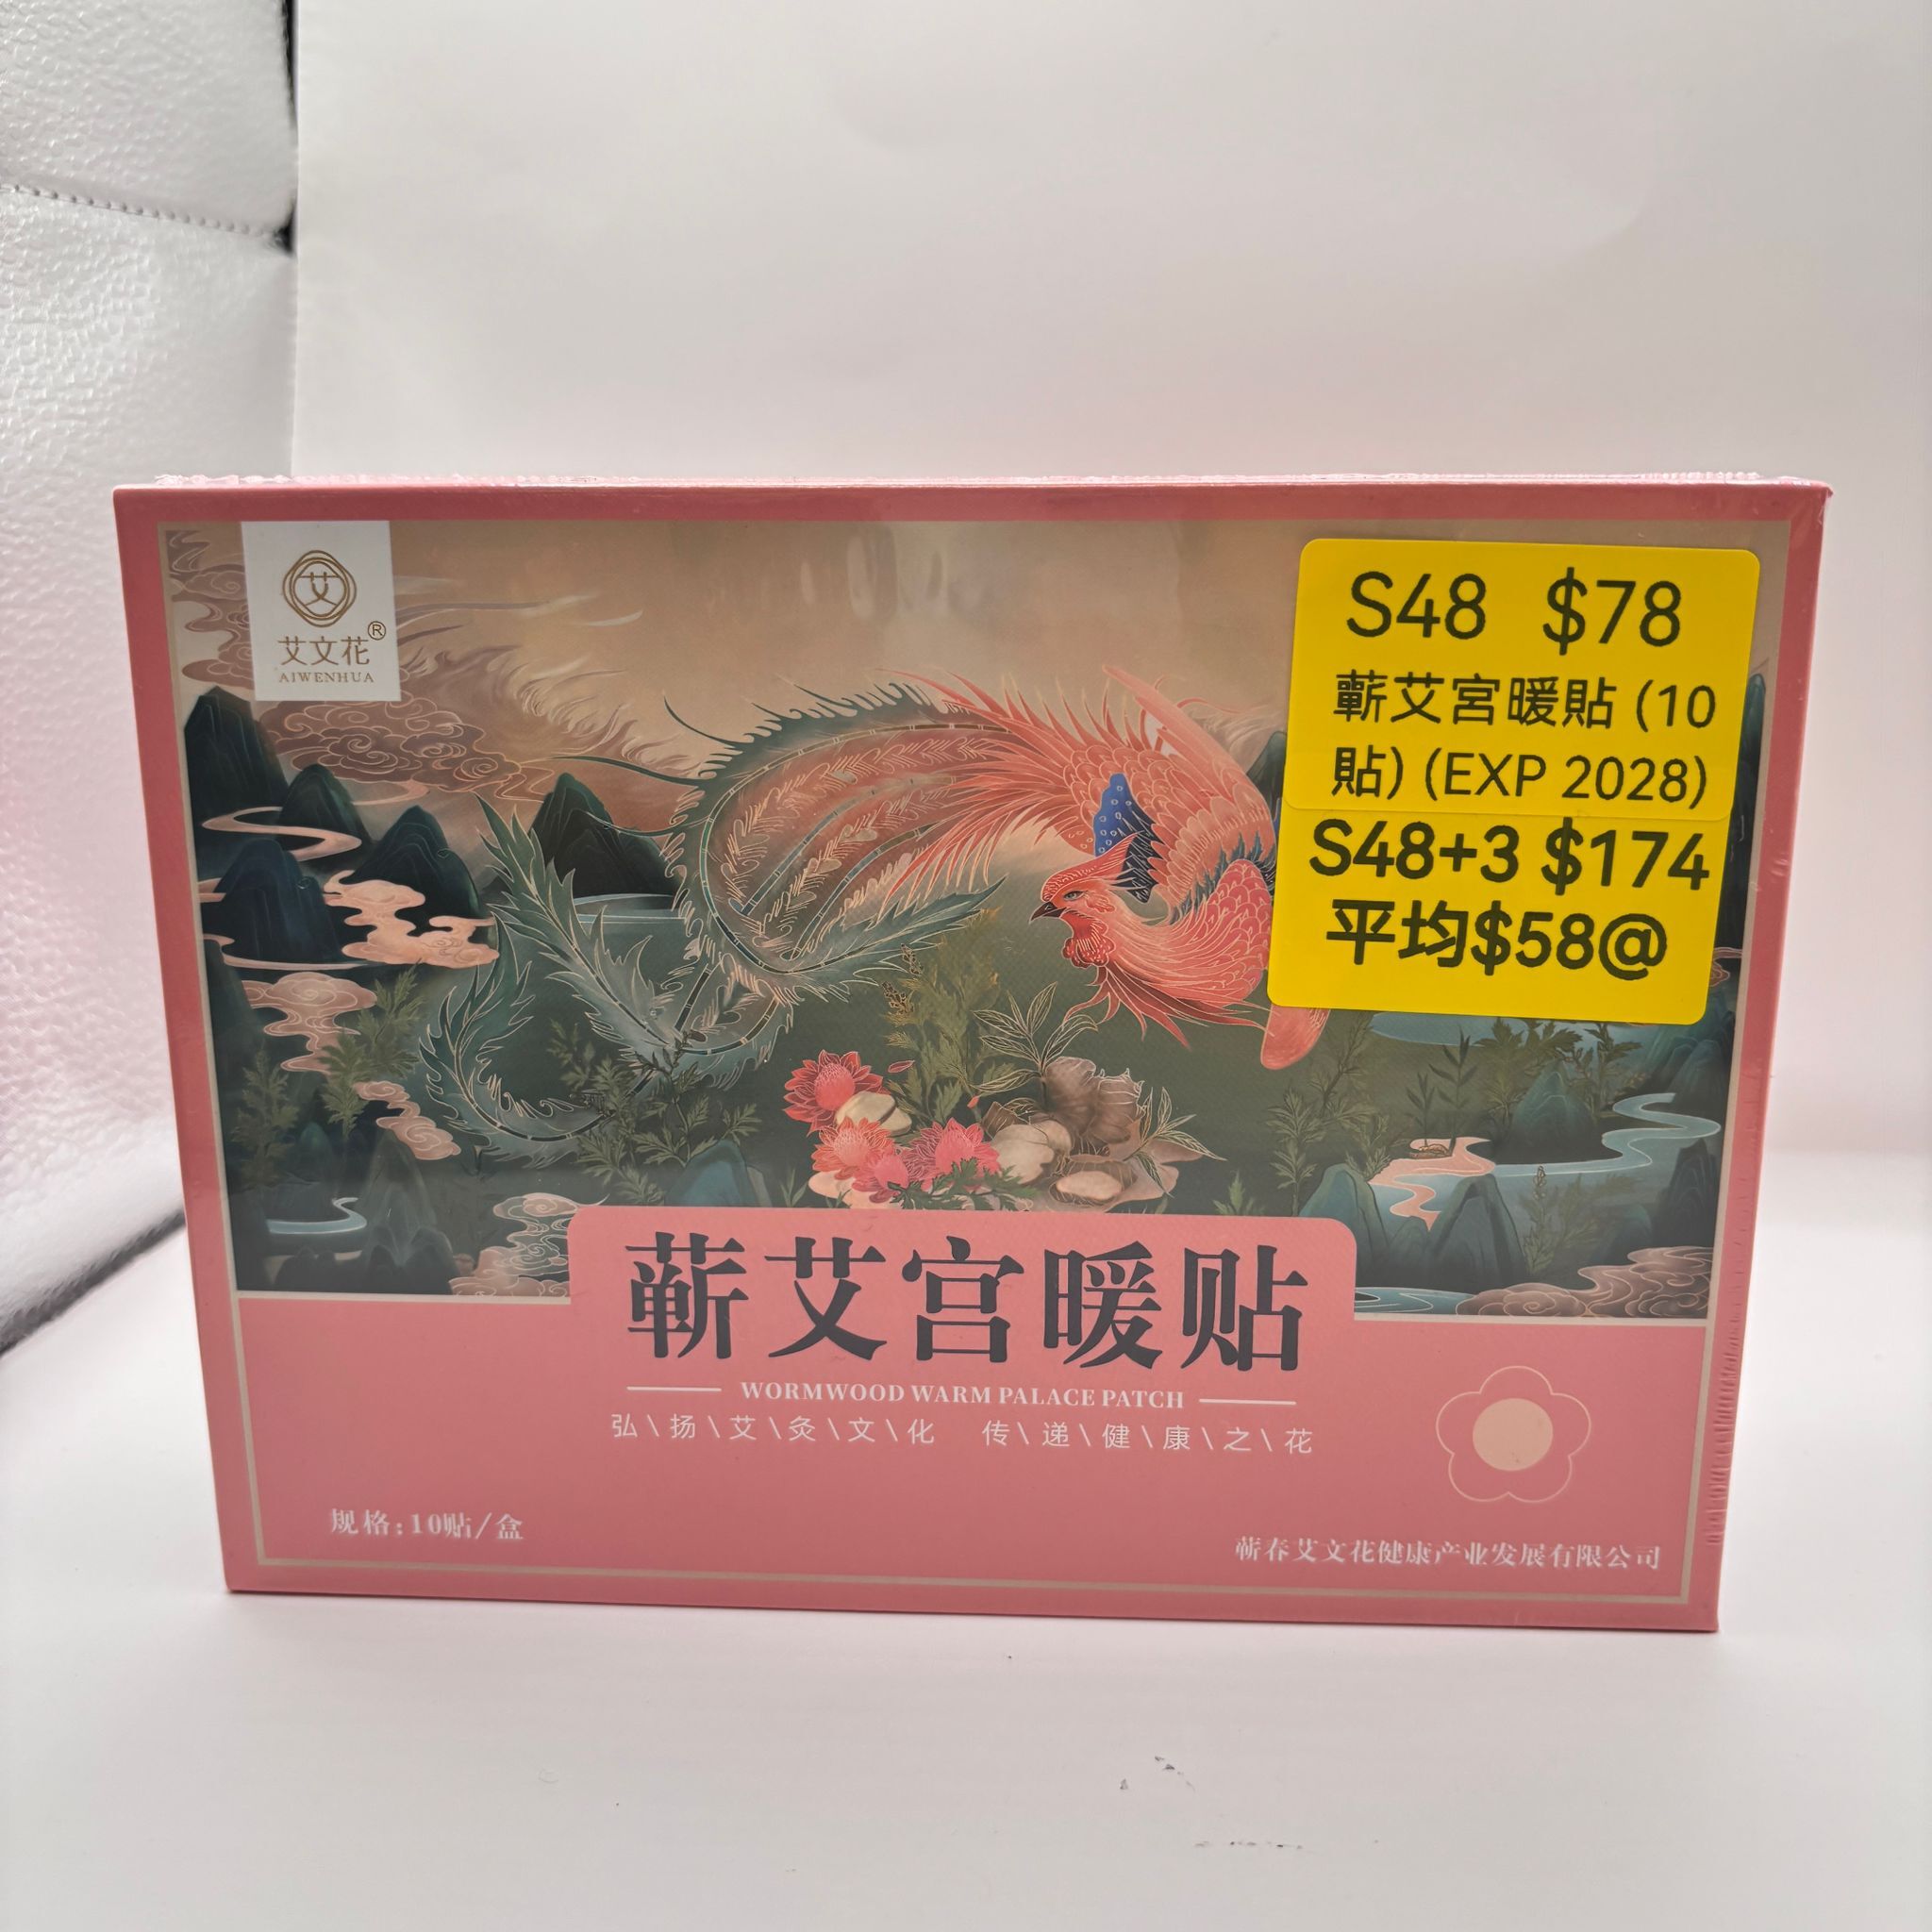 艾
艾文花®
AIWENHUA
S48 $78
蘄艾宮暖貼 (10
貼) (EXP 2028)
S48+3 $174
平均$58@
蕲艾宫暖贴
WORMWOOD WARM PALACE PATCH
弘\扬\艾\灸\文\化 传\递\健\康\之\花
规格:10贴/盒
蕲春艾文花健康产业发展有限公司